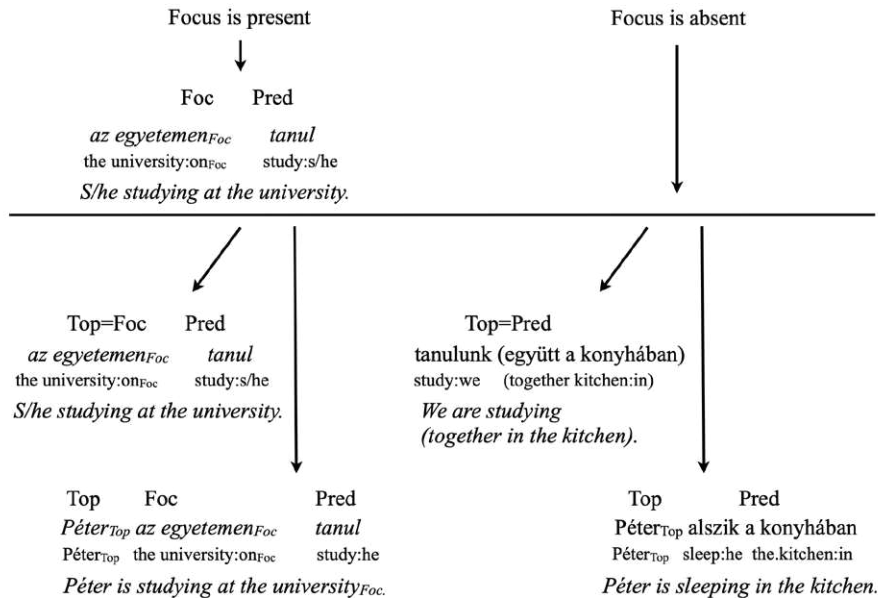 Focus is present
Focus is absent
Foc Pred
az egyetemenFoc tanul
the university:onFoc study:s/he
S/he studying at the university.
Top=Foc Pred
az egyetemenFoc tanul
the university:onFoc study:s/he
S/he studying at the university.
Top=Pred
tanulunk (együtt a konyhában)
study:we (together kitchen:in)
We are studying
(together in the kitchen).
Top Foc Pred
PéterTop az egyetemenFoc tanul
PéterTop the university:onFoc study:he
Péter is studying at the universityFoc.
Top Pred
PéterTop alszik a konyhában
PéterTop sleep:he the.kitchen:in
Péter is sleeping in the kitchen.